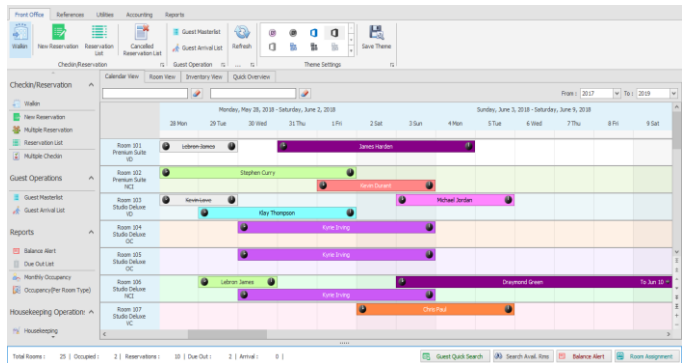 Front Office References Utilities Accounting Reports
Walkin New Reservation Reservation List Cancelled Reservation List Guest Masterlist Guest Arrival List Refresh Save Theme
Checkin/Reservation Guest Operation ... Theme Settings
Checkin/Reservation
Walkin
New Reservation
Multiple Reservation
Reservation List
Multiple Checkin
Guest Operations
Guest Masterlist
Guest Arrival List
Reports
Balance Alert
Due Out List
Monthly Occupancy
Occupancy(Per Room Type)
Housekeeping Operation:
Housekeeping
Calendar View Room View Inventory View Quick Overview
From : 2017 To : 2019
Monday, May 28, 2018 - Saturday, June 2, 2018 Sunday, June 3, 2018 - Saturday, June 9, 2018
28 Mon 29 Tue 30 Wed 31 Thu 1 Fri 2 Sat 3 Sun 4 Mon 5 Tue 6 Wed 7 Thu 8 Fri 9 Sat
Room 101
Premium Suite
VD
Lebron James James Harden
Room 102
Premium Suite
NCI
Stephen Curry
Kevin Durant
Room 103
Studio Deluxe
VD
Kevin Love Michael Jordan
Klay Thompson
Room 104
Studio Deluxe
OC
Kyrie Irving
Room 105
Studio Deluxe
OC
Kyrie Irving
Room 106
Studio Deluxe
NCI
Lebron James Draymond Green To Jun 10
Kyrie Irving
Room 107
Studio Deluxe
VC
Chris Paul
Total Rooms : 25 | Occupied : 2 | Reservations : 10 | Due Out : 2 | Arrival : 0 | Guest Quick Search Search Avail. Rms Balance Alert Room Assignment